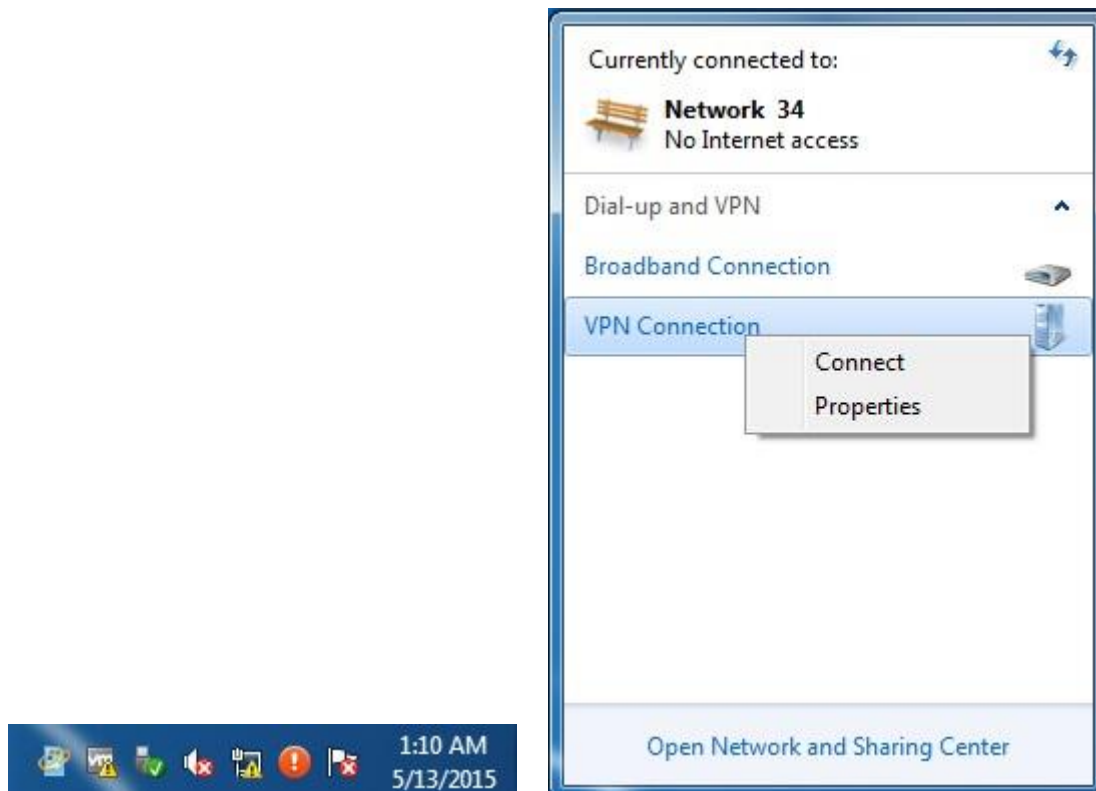 Currently connected to:
Network 34
No Internet access
Dial-up and VPN
Broadband Connection
VPN Connection
Connect
Properties
Open Network and Sharing Center
1:10 AM
5/13/2015